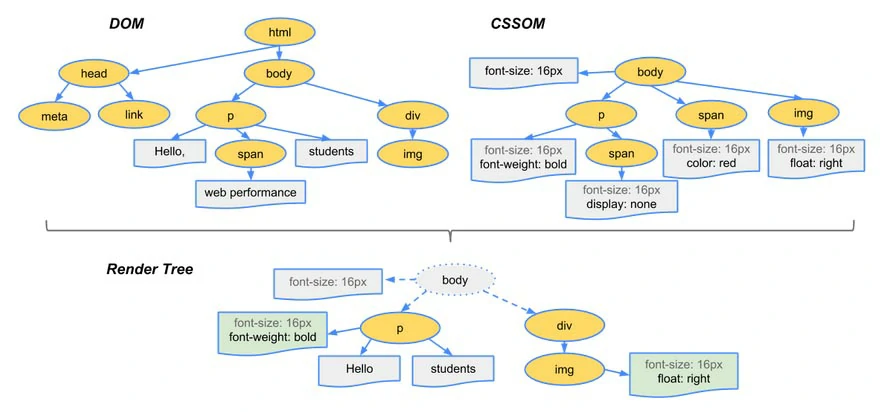 DOM
html
head
body
meta
link
p
div
Hello,
span
students
img
web performance
CSSOM
font-size: 16px
body
p
span
img
font-size: 16px
font-weight: bold
span
font-size: 16px
color: red
font-size: 16px
float: right
font-size: 16px
display: none
Render Tree
font-size: 16px
body
font-size: 16px
font-weight: bold
p
div
Hello
students
img
font-size: 16px
float: right